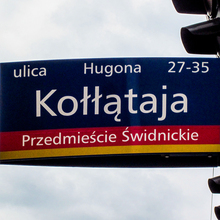 ulica Hugona 27-35
Kołłątaja
Przedmieście Świdnickie